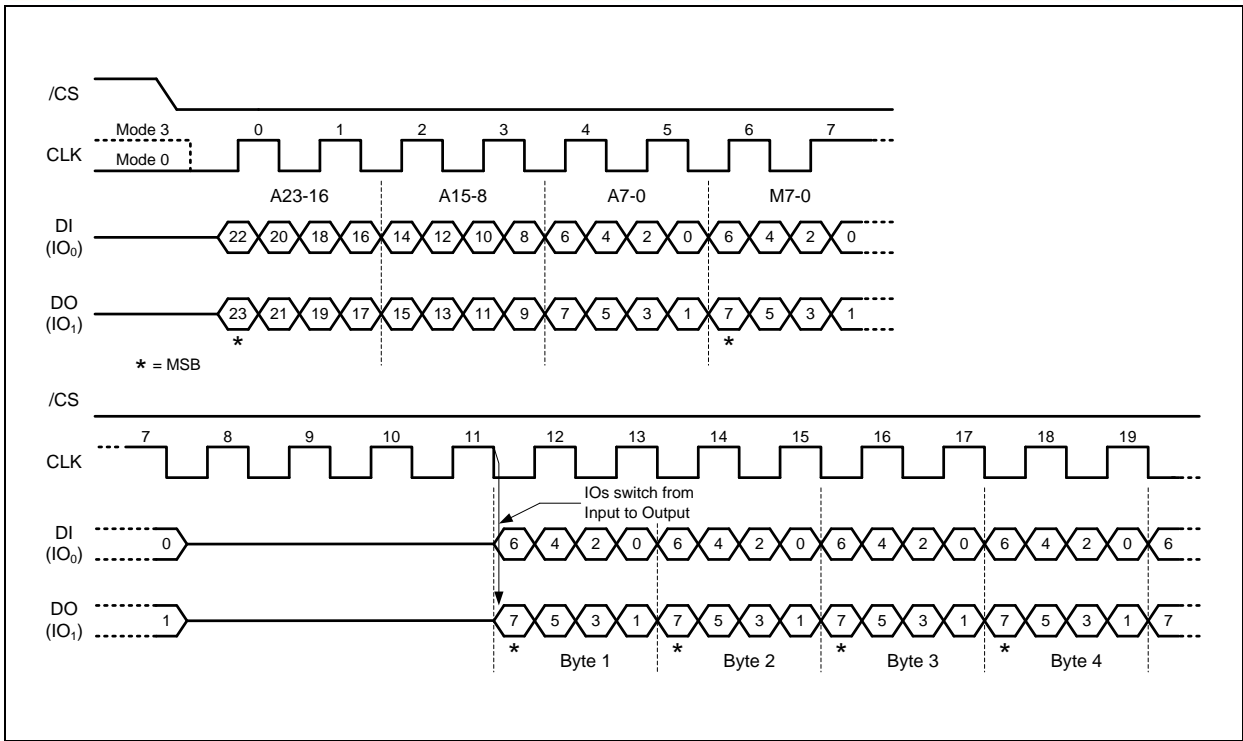 /CS
Mode 3
0 1 2 3 4 5 6 7
CLK
Mode 0
A23-16 A15-8 A7-0 M7-0
DI
(IO0)
22 20 18 16 14 12 10 8 6 4 2 0 6 4 2 0
DO
(IO1)
23 21 19 17 15 13 11 9 7 5 3 1 7 5 3 1
* *
* = MSB
/CS
7 8 9 10 11 12 13 14 15 16 17 18 19
CLK
IOs switch from
Input to Output
DI
(IO0)
0 6 4 2 0 6 4 2 0 6 4 2 0 6 4 2 0 6
DO
(IO1)
1 7 5 3 1 7 5 3 1 7 5 3 1 7 5 3 1 7
* * * *
Byte 1 Byte 2 Byte 3 Byte 4